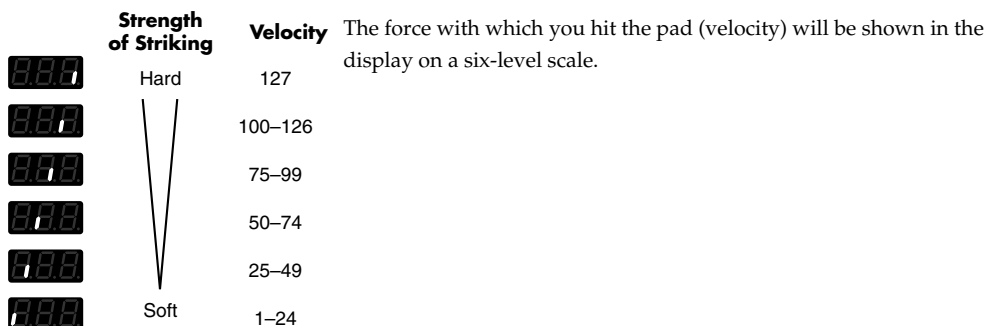 Strength
of Striking
Velocity
The force with which you hit the pad (velocity) will be shown in the
display on a six-level scale.
Hard
127
100–126
75–99
50–74
25–49
Soft
1–24